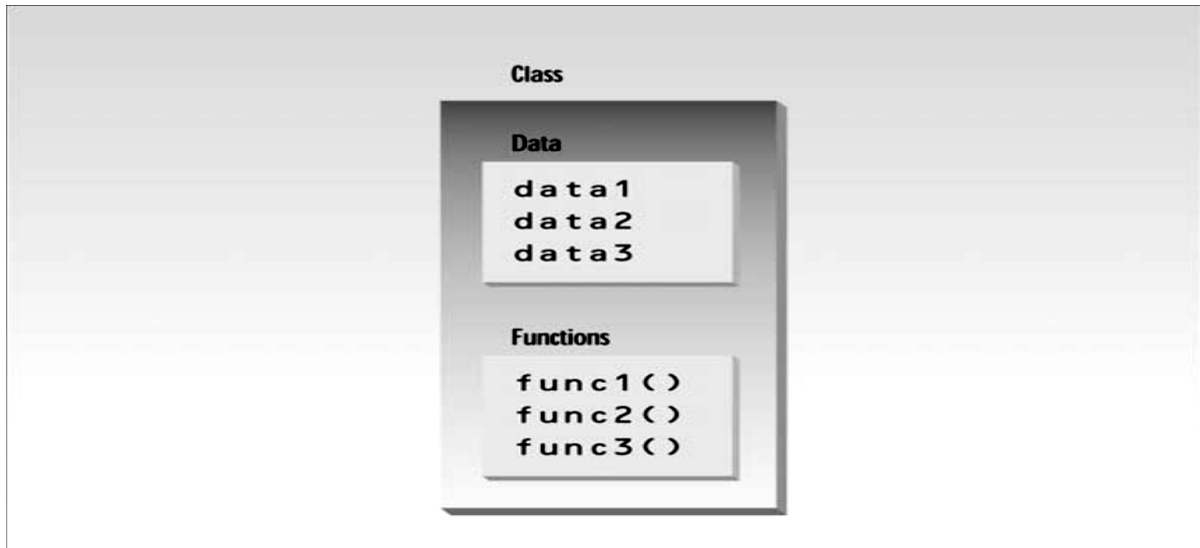 Class
Data
data1
data2
data3
Functions
func1()
func2()
func3()